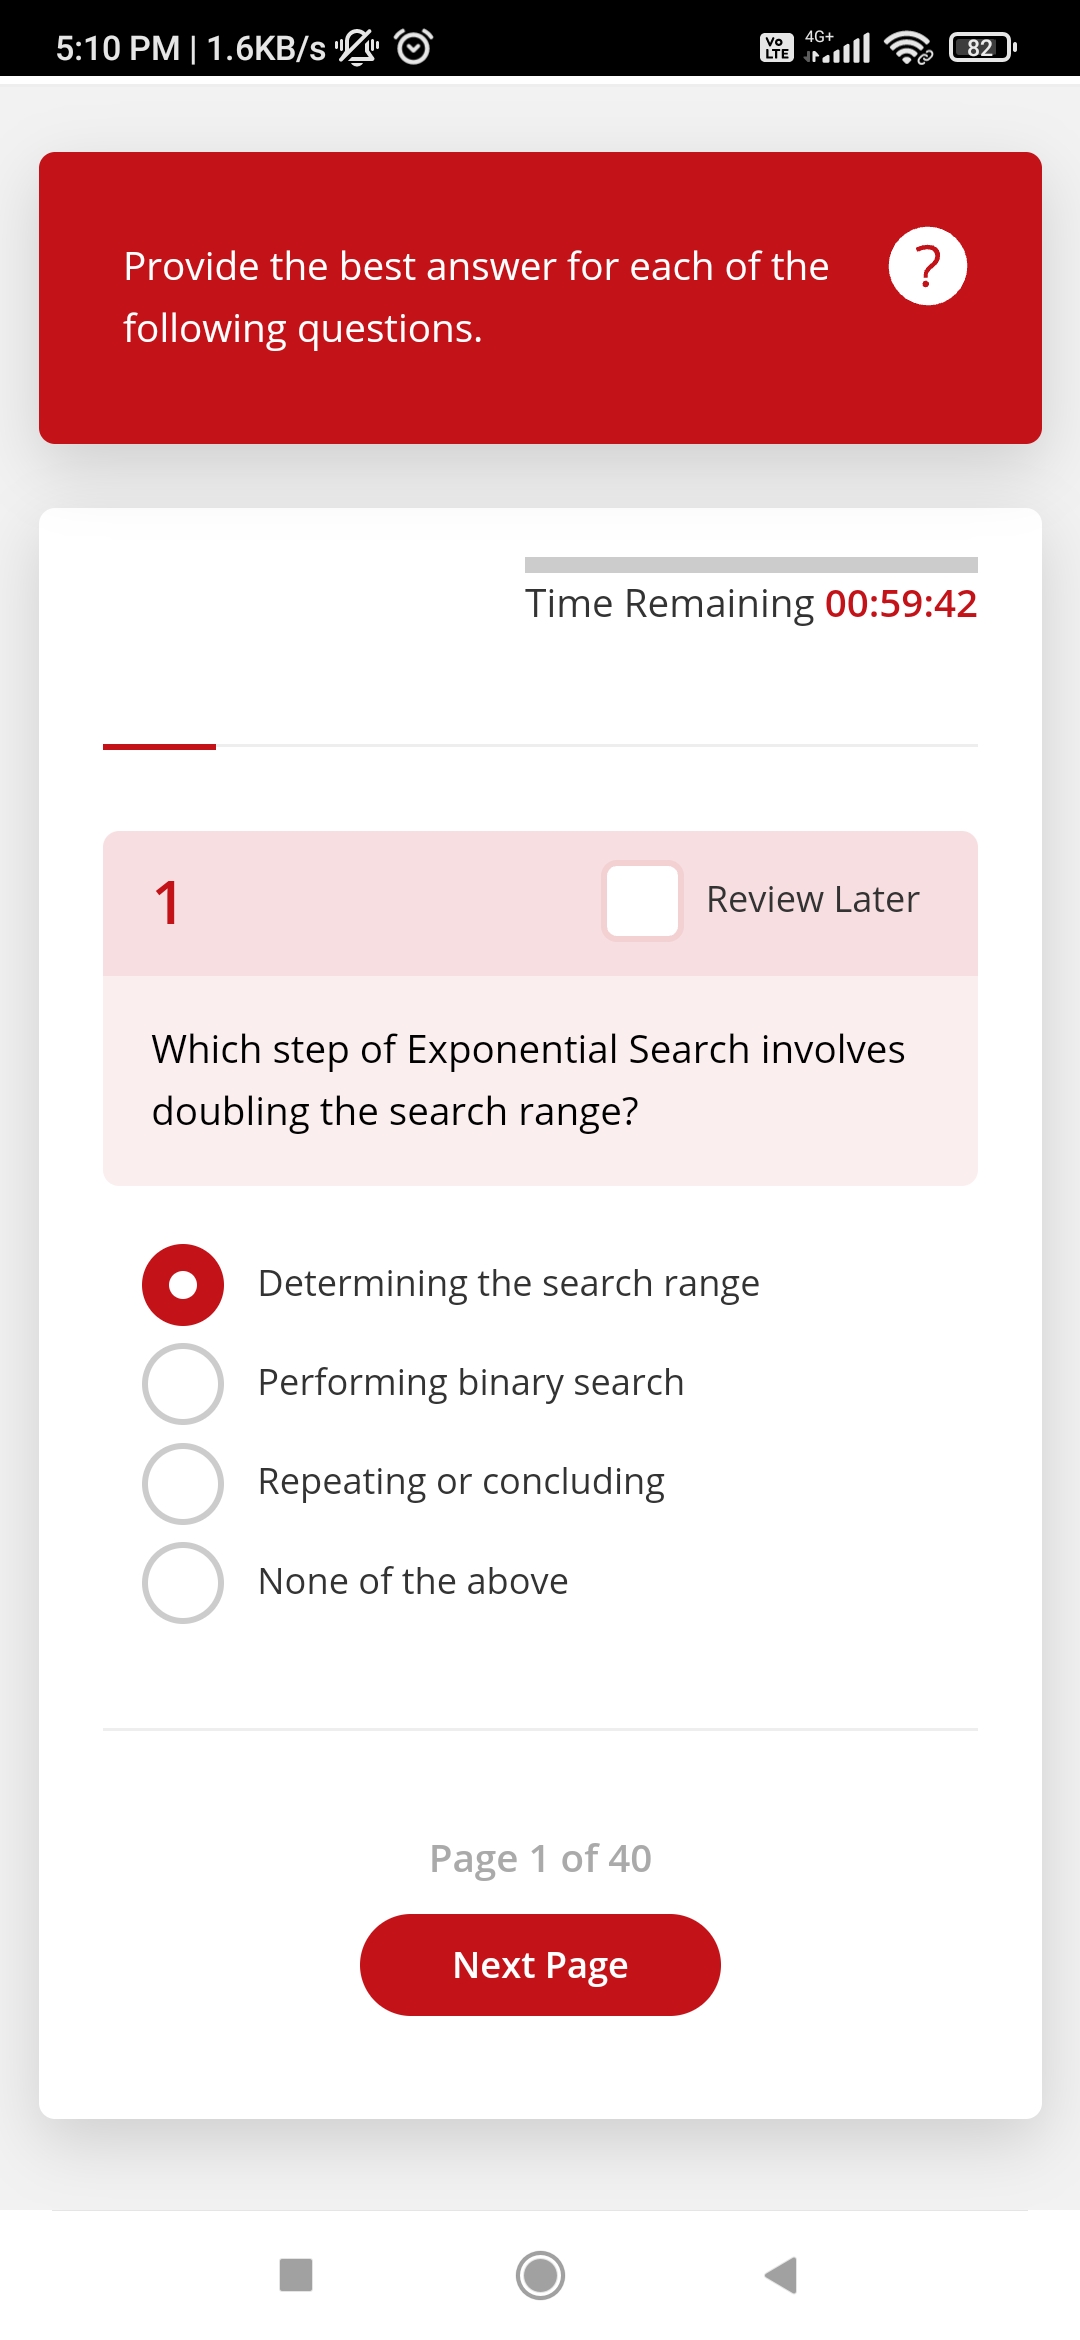 5:10 PM | 1.6KB/s
Vo LTE 4G+ 82
Provide the best answer for each of the
following questions.
?
Time Remaining 00:59:42
1
Review Later
Which step of Exponential Search involves
doubling the search range?
Determining the search range
Performing binary search
Repeating or concluding
None of the above
Page 1 of 40
Next Page